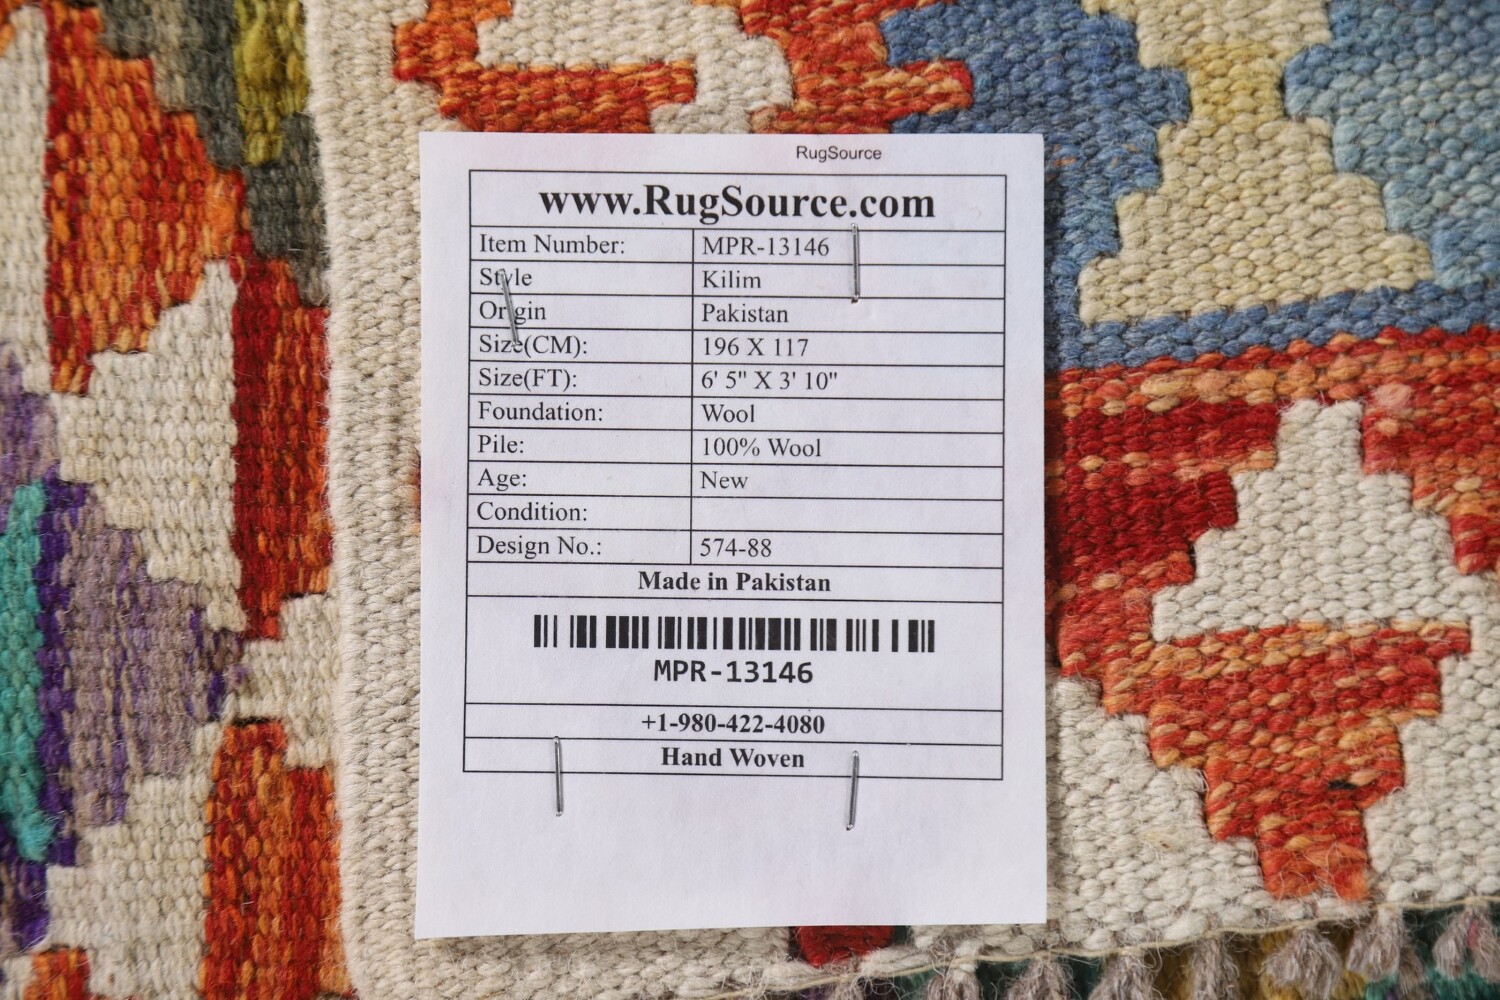 RugSource
www.RugSource.com
Item Number: MPR-13146
Style Kilim
Origin Pakistan
Size(CM): 196 X 117
Size(FT): 6' 5" X 3' 10"
Foundation: Wool
Pile: 100% Wool
Age: New
Condition:
Design No.: 574-88
Made in Pakistan
MPR-13146
+1-980-422-4080
Hand Woven